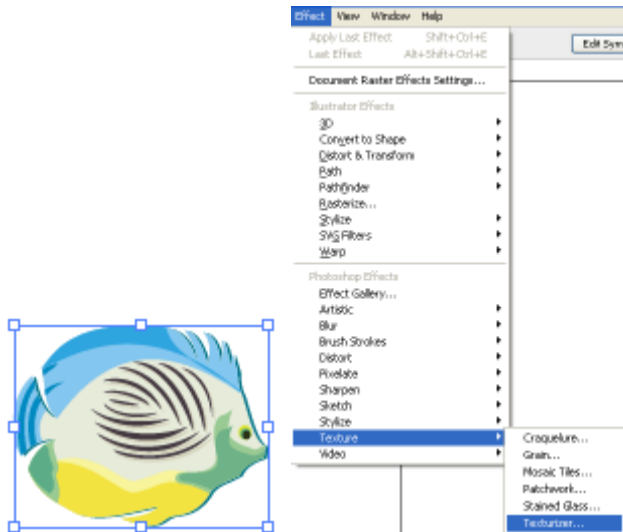 Effect View Window Help
Apply Last Effect Shift+Ctrl+E
Last Effect Alt+Shift+Ctrl+E
Edit Sym
Document Raster Effects Settings...
Illustrator Effects
3D
Convert to Shape
Distort & Transform
Path
Pathfinder
Rasterize...
Stylize
SVG Filters
Warp
Photoshop Effects
Effect Gallery...
Artistic
Blur
Brush Strokes
Distort
Pixelate
Sharpen
Sketch
Stylize
Texture
Video
Craquelure...
Grain...
Mosaic Tiles...
Patchwork...
Stained Glass...
Texturizer...